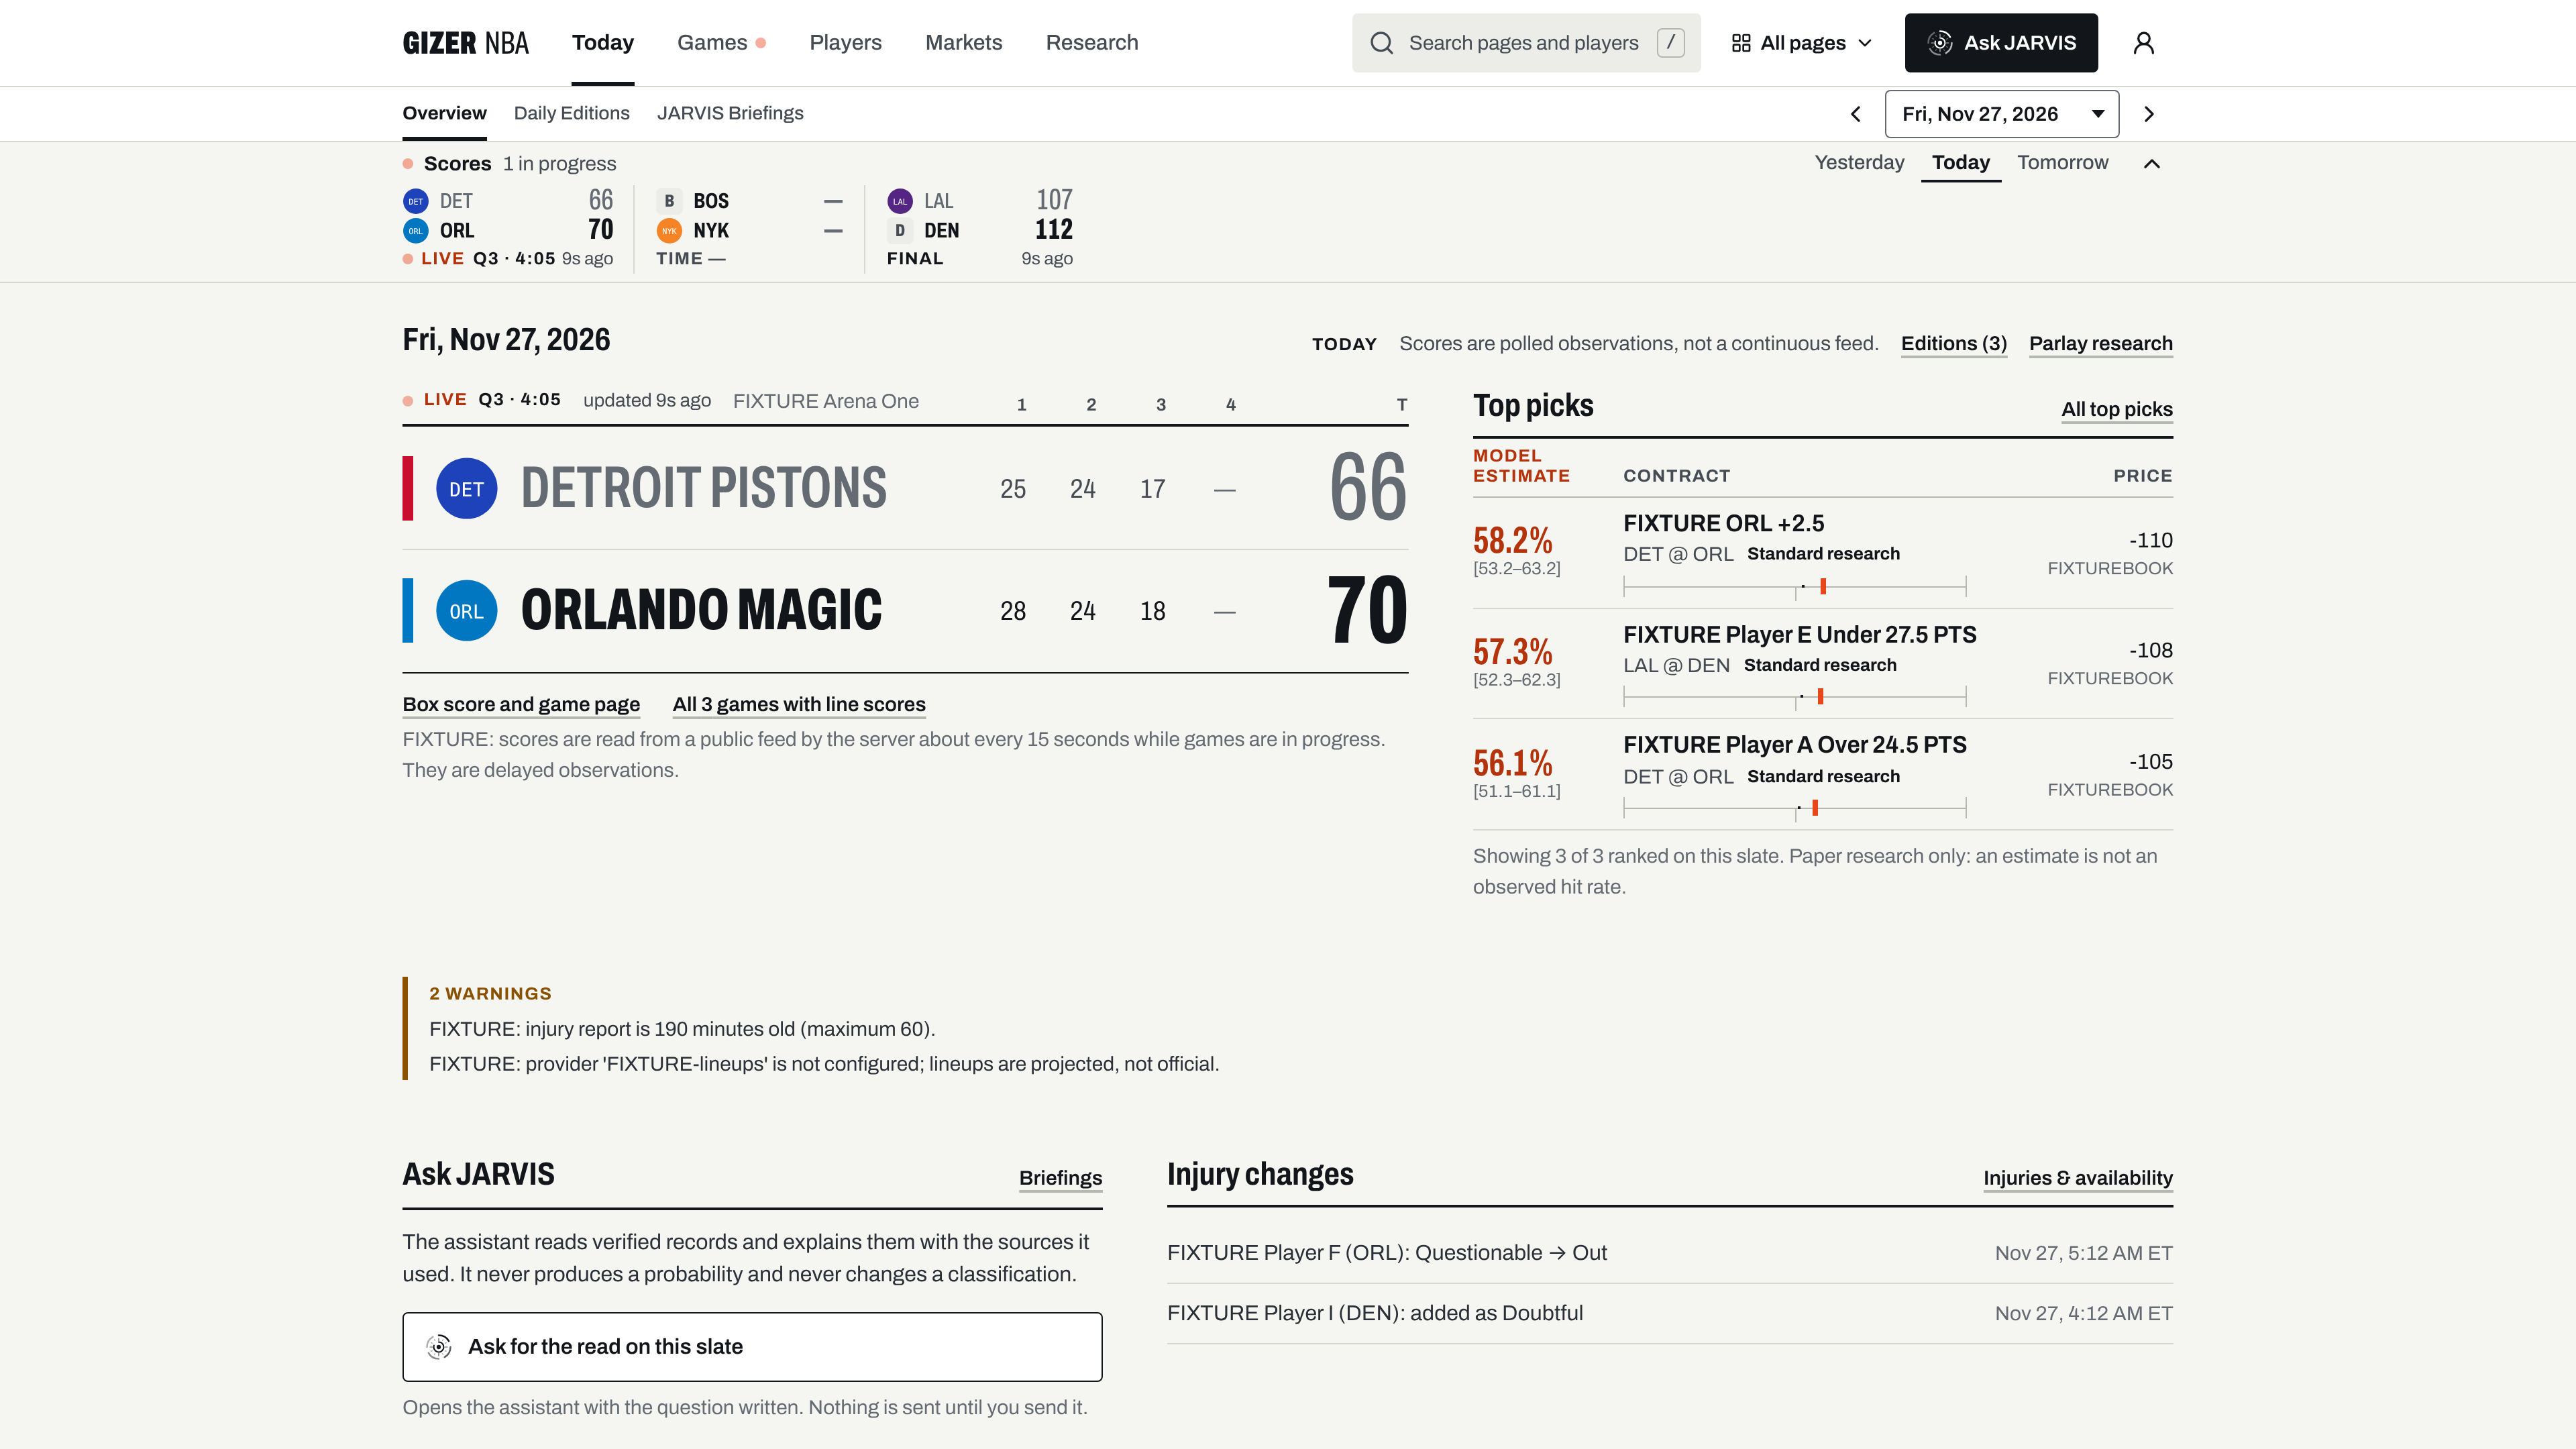 GIZER NBA Today Games Players Markets Research Search pages and players / All pages Ask JARVIS
Overview Daily Editions JARVIS Briefings Fri, Nov 27, 2026
Scores 1 in progress Yesterday Today Tomorrow
DET DET 66 B BOS — LAL LAL 107
ORL ORL 70 NYK NYK — D DEN 112
LIVE Q3 · 4:05 9s ago TIME — FINAL 9s ago
Fri, Nov 27, 2026 TODAY Scores are polled observations, not a continuous feed. Editions (3) Parlay research
LIVE Q3 · 4:05 updated 9s ago FIXTURE Arena One 1 2 3 4 T
DET DETROIT PISTONS 25 24 17 — 66
ORL ORLANDO MAGIC 28 24 18 — 70
Box score and game page All 3 games with line scores
FIXTURE: scores are read from a public feed by the server about every 15 seconds while games are in progress.
They are delayed observations.
Top picks All top picks
MODEL
ESTIMATE CONTRACT PRICE
58.2% FIXTURE ORL +2.5 -110
[53.2–63.2] DET @ ORL Standard research FIXTUREBOOK
57.3% FIXTURE Player E Under 27.5 PTS -108
[52.3–62.3] LAL @ DEN Standard research FIXTUREBOOK
56.1% FIXTURE Player A Over 24.5 PTS -105
[51.1–61.1] DET @ ORL Standard research FIXTUREBOOK
Showing 3 of 3 ranked on this slate. Paper research only: an estimate is not an
observed hit rate.
2 WARNINGS
FIXTURE: injury report is 190 minutes old (maximum 60).
FIXTURE: provider 'FIXTURE-lineups' is not configured; lineups are projected, not official.
Ask JARVIS Briefings
The assistant reads verified records and explains them with the sources it
used. It never produces a probability and never changes a classification.
Ask for the read on this slate
Opens the assistant with the question written. Nothing is sent until you send it.
Injury changes Injuries & availability
FIXTURE Player F (ORL): Questionable → Out Nov 27, 5:12 AM ET
FIXTURE Player I (DEN): added as Doubtful Nov 27, 4:12 AM ET